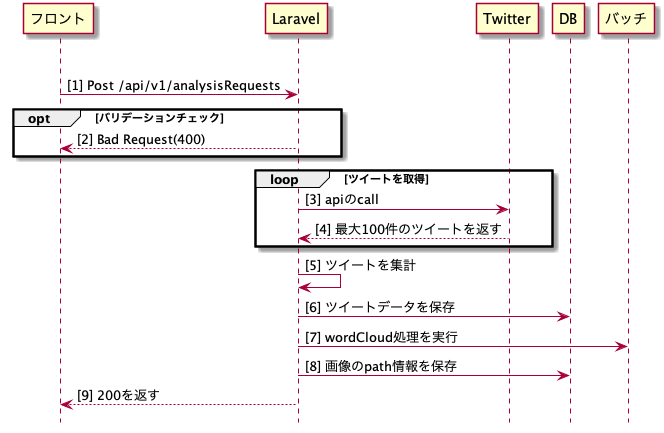 フロント
Laravel
Twitter
DB
バッチ
[1] Post /api/v1/analysisRequests
opt
[バリデーションチェック]
[2] Bad Request(400)
loop
[ツイートを取得]
[3] apiのcall
[4] 最大100件のツイートを返す
[5] ツイートを集計
[6] ツイートデータを保存
[7] wordCloud処理を実行
[8] 画像のpath情報を保存
[9] 200を返す